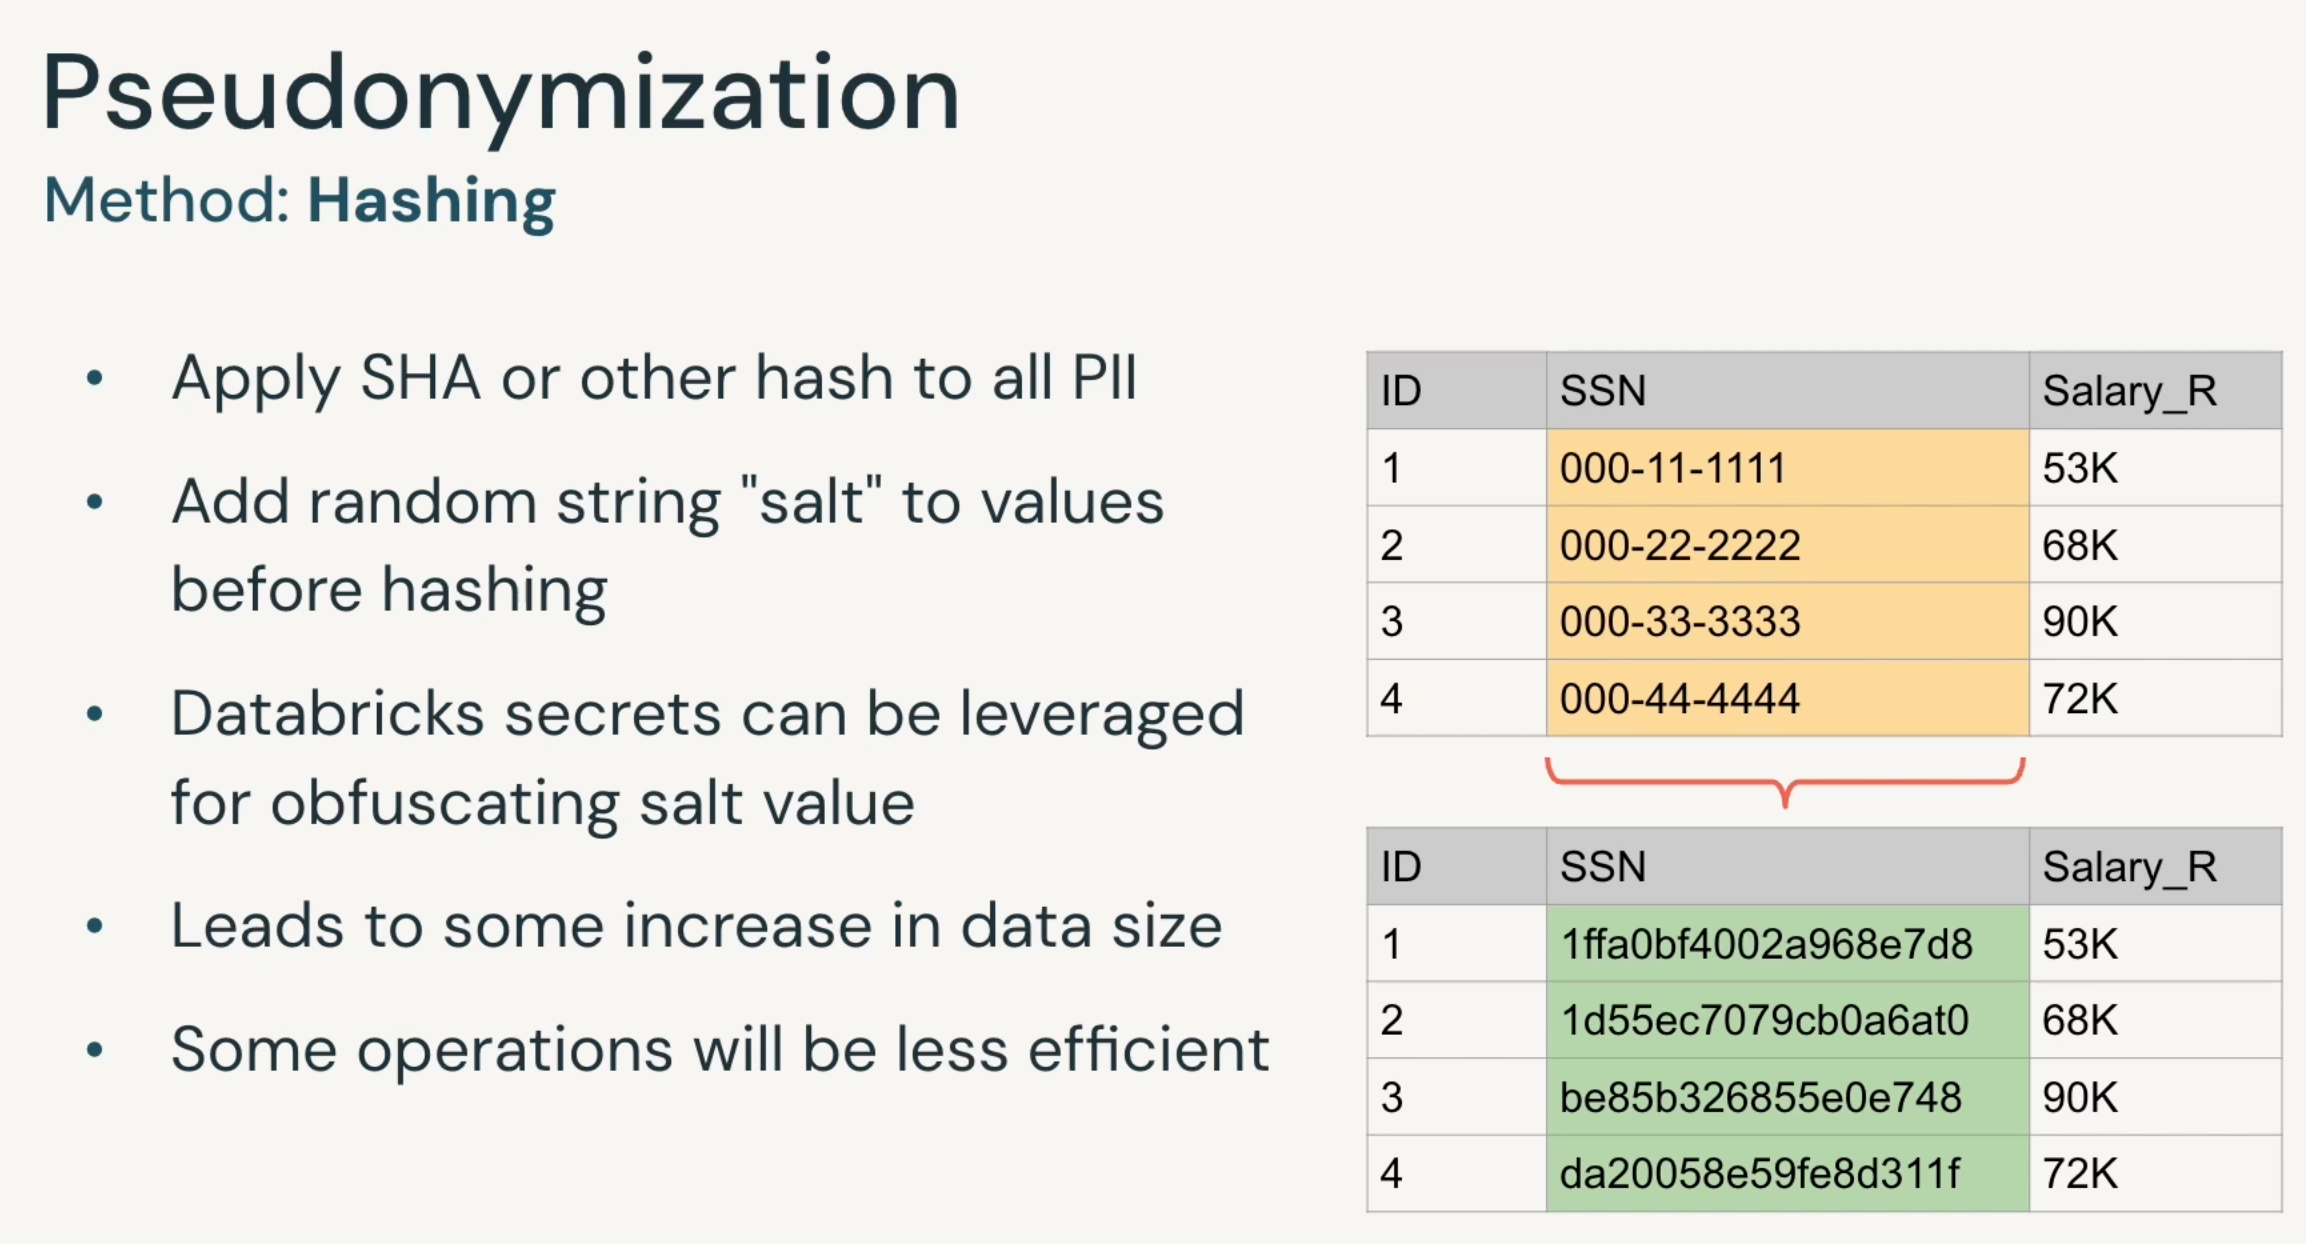 Pseudonymization
Method: Hashing
• Apply SHA or other hash to all PII
• Add random string "salt" to values
before hashing
• Databricks secrets can be leveraged
for obfuscating salt value
• Leads to some increase in data size
• Some operations will be less efficient
ID SSN Salary_R
1 000-11-1111 53K
2 000-22-2222 68K
3 000-33-3333 90K
4 000-44-4444 72K
ID SSN Salary_R
1 1ffa0bf4002a968e7d8 53K
2 1d55ec7079cb0a6at0 68K
3 be85b326855e0e748 90K
4 da20058e59fe8d311f 72K